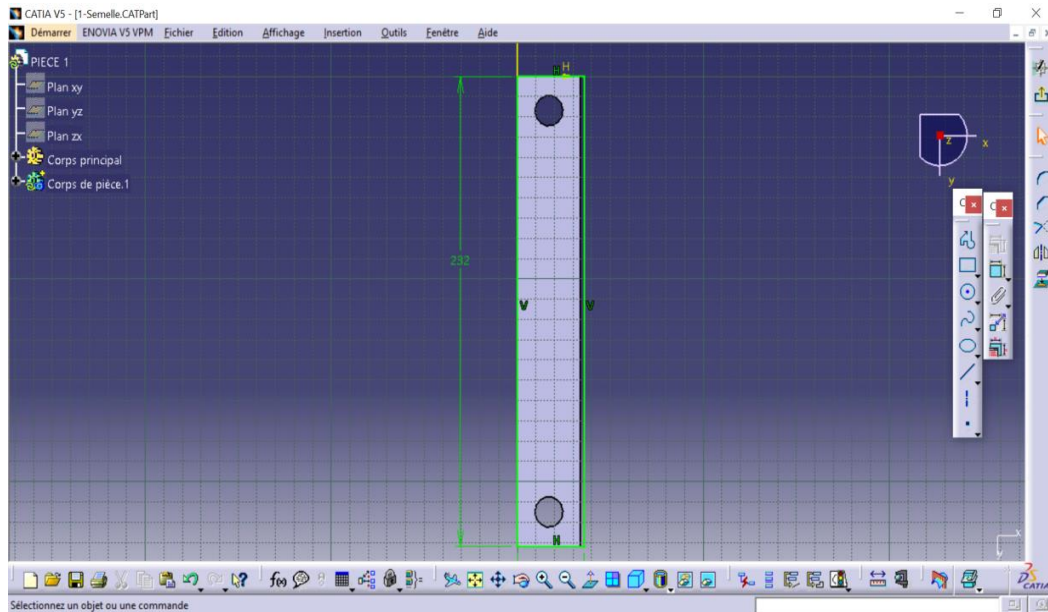 CATIA V5 - [1-Semelle.CATPart]
Démarrer ENOVIA V5 VPM Fichier Edition Affichage Insertion Outils Fenêtre Aide
PIECE 1
Plan xy
Plan yz
Plan zx
Corps principal
Corps de pièce.1
H
H
232
V
V
H
z
x
y
C
C
f(x)
x
DS
CATIA
Sélectionnez un objet ou une commande